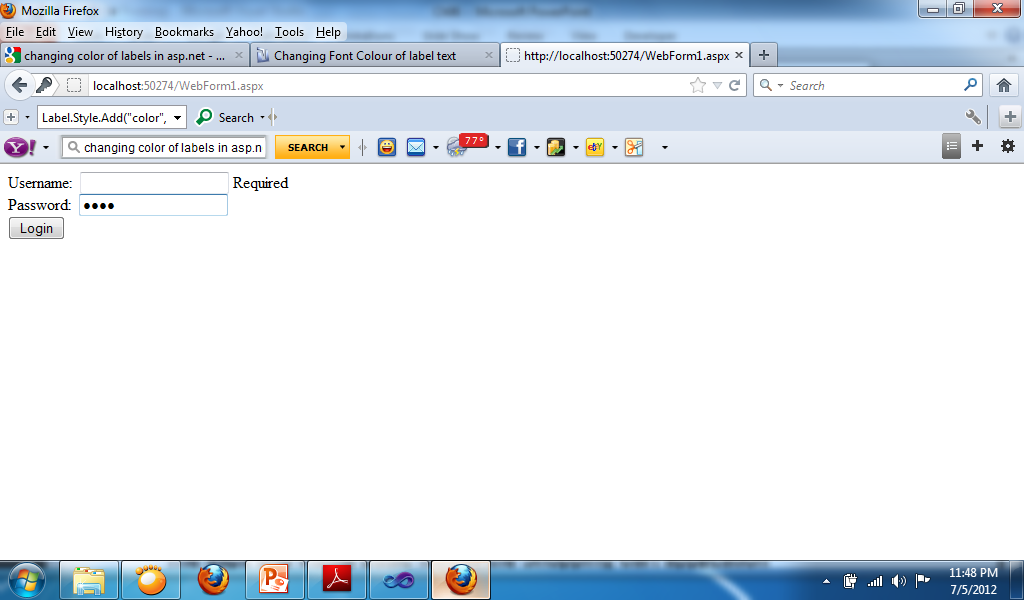 Mozilla Firefox
File Edit View History Bookmarks Yahoo! Tools Help
changing color of labels in asp.net - ... Changing Font Colour of label text http://localhost:50274/WebForm1.aspx
localhost:50274/WebForm1.aspx Search
Label.Style.Add("color", Search
Y! changing color of labels in asp.n SEARCH 77° f
Username: Required
Password: ••••
Login
11:48 PM
7/5/2012